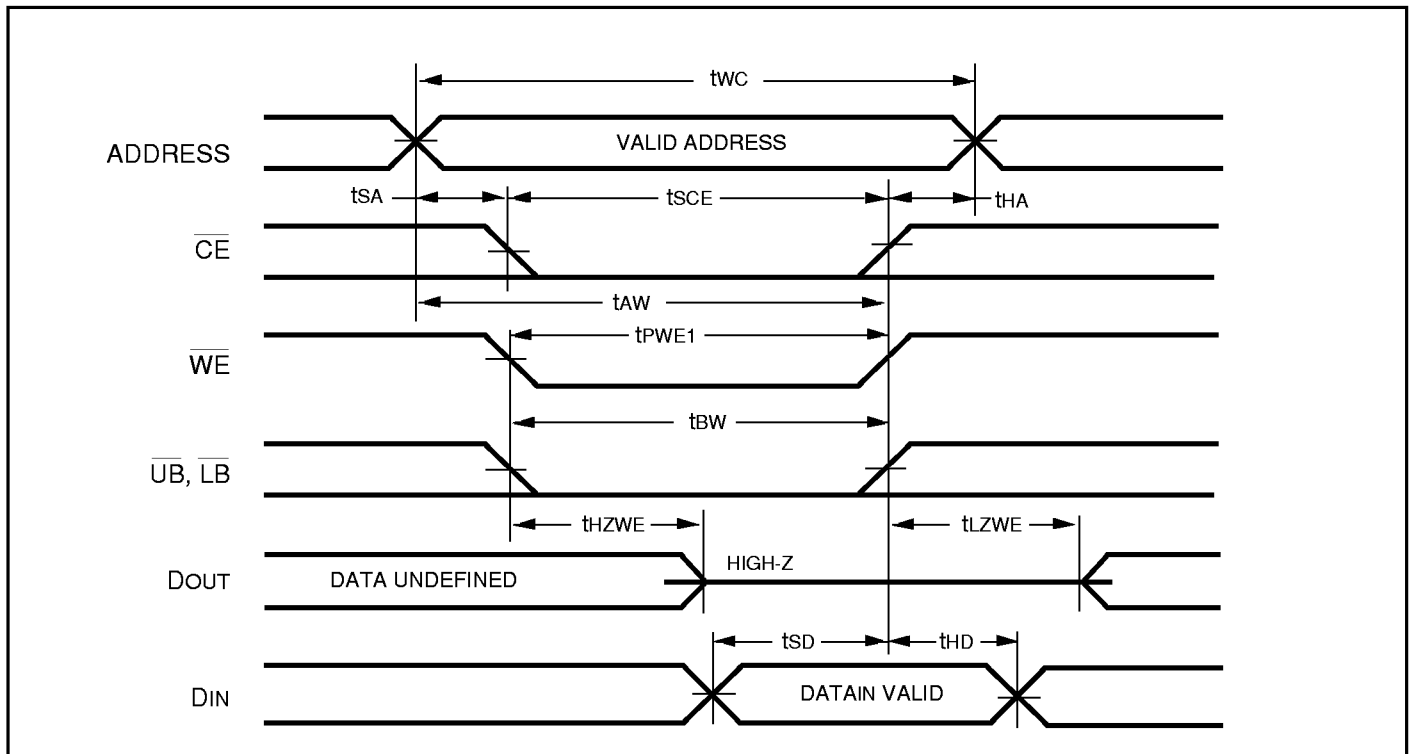 tWC
ADDRESS
VALID ADDRESS
tSA
tSCE
tHA
CE
tAW
tPWE1
WE
tBW
UB, LB
tHZWE
tLZWE
HIGH-Z
DOUT
DATA UNDEFINED
tSD
tHD
DIN
DATAIN VALID